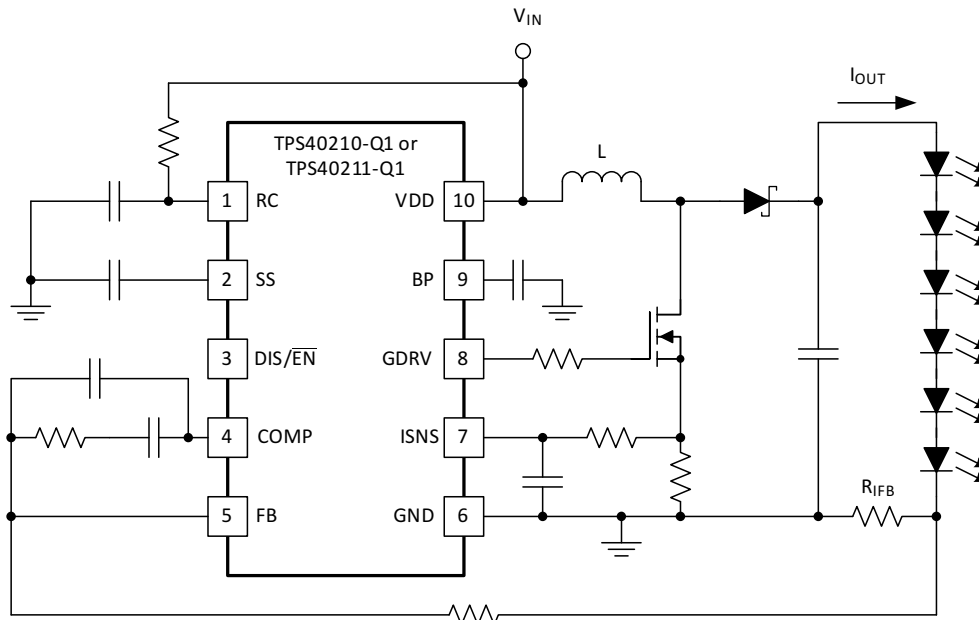 V_IN
I_OUT
TPS40210-Q1 or
TPS40211-Q1
L
1 RC VDD 10
2 SS BP 9
3 DIS/E̅N̅ GDRV 8
4 COMP ISNS 7
5 FB GND 6
R_IFB